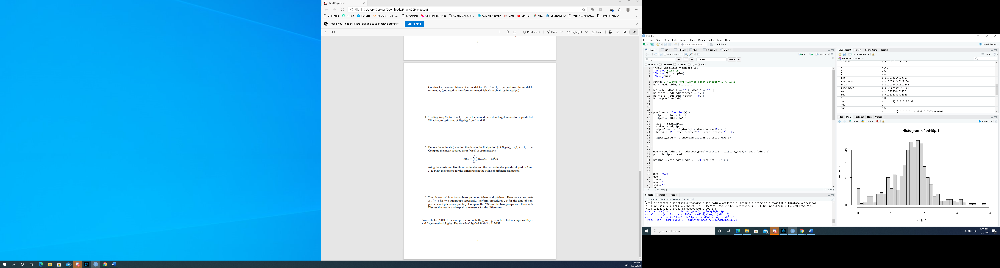 Final Project.pdf
File | C:/Users/Connor/Downloads/Final%20Project.pdf
Bookmarks Steemit balances Ethermine - Miners... RavenMiner Calculus Home Page CS 0449 Systems So... AMO Management Gmail YouTube Maps ChapterBuilder http://www.quantu... Amazon Interview
Would you like to set Microsoft Edge as your default browser? Set as default
2 of 3 Read aloud Draw Highlight Erase
2
Construct a Bayesian hierarchical model for X_{i1}, i = 1, . . . , n, and use the model to
estimate p_i (you need to transform estimated θ_i back to obtain estimated p_i.)
4. Treating H_{i2}/N_{i2} for i = 1, . . . , n in the second period as target values to be predicted.
What's your estimates of H_{i2}/N_{i2} from 2 and 3?
5. Denote the estimate (based on the data in the first period ) of H_{i2}/N_{i2} by p̂_i, i = 1, . . . , n.
Compare the mean squared error (MSE) of estimated p̂_is
MSE = ∑_{i=1}^{n} (H_{i2}/N_{i2} − p̂_i)²/n
using the maximum likelihood estimates and the two estimates you developed in 2 and
3. Explain the reasons for the differences in the MSEs of different estimators.
6. The players fall into two subgroups: nonpitchers and pitchers. Then we can estimate
H_{i2}/N_{i2}s for two subgroups separately. Perform procedures 2-5 for the data of non-
pitchers and pitchers separately. Compare the MSEs of the two groups with those in 5.
Discuss the results and explain the reasons for the differences.
Brown, L. D. (2008). In-season prediction of batting averages: A field test of empirical Bayes
and Bayes methodologies. The Annals of Applied Statistics, 113-152.
3
9:58 PM
12/1/2020
RStudio
File Edit Code View Plots Session Build Debug Profile Tools Help
Go to file/function Addins
Project: (None)
Final.R bd1 THETA MST bd_pitch 8-3.R
Source on Save Run Source
s_x Next Prev All stddev Replace All
In selection Match case Whole word Regex Wrap
1 install.packages(fitdistrplus)
2 library('magrittr')
3 library(fitdistrplus)
4 library(MASS)
5
6 setwd('D:\\Schoolwork\\Senior First Semester\\STAT 1651')
7 bd = read.table('Bat.dat')
8
9 bd1 = bd[bd$AB.1 >= 10 & bd$AB.2 >= 10, ]
10 bd_pitch = bd1[bd1$Pitcher == 1, ]
11 bd_field = bd1[bd1$Pitcher == 0, ]
12 bd1 = problem2(bd1)
13
14
15
16
17 problem2 <- function(x) {
18 x$p.1 = x$H.1/x$AB.1
19 x$p.2 = x$H.2/x$AB.2
20
21 xbar = mean(x$p.1)
22 stddev = sd(x$p.1)
23 alpha0 <- xbar*((xbar*(1 - xbar)/stddev^2) - 1)
24 beta0 <- (1 - xbar)*((xbar*(1 - xbar)/stddev^2) - 1)
25
26 x$post_pred = (alpha0+x$H.1)/(alpha0+beta0+x$AB.1)
27
28 x
29 }
30
31 mse = sum((bd1$p.2 - bd1$post_pred)*(bd1$p.2 - bd1$post_pred))/length(bd1$p.2)
32 print(bd1$post_pred)
33
34 bd1$X.1 = asin(sqrt((bd1$H.1+1/4)/(bd1$AB.1+1/2)))
35
36
37
38
39 mu0 = 0.24
40 g20 = 5
41 t20 = 10
42 nu0 = 2
43 s20 = 15
44 eta0 = 2
9:41 (Top Level) R Script
Console Terminal Jobs
D:/Schoolwork/Senior First Semester/STAT 1651/
[471] 0.16679187 0.21371338 0.20060499 0.11856648 0.09243237 0.18015216 0.17604190 0.28441191 0.18401664 0.18472901
[481] 0.13040947 0.17103575 0.10984276 0.16597094 0.13731478 0.24295972 0.18933301 0.14617096 0.15658913 0.16991847
[491] 0.22625962 0.17389462 0.09928301 0.20273447
> mse = sum((bd1$p.2 - bd1$post_pred)^2)/length(bd1$p.2)
> mse2 = sum((bd1$p.2 - bd1$hier_pred)^2)/length(bd1$p.2)
> mse_beta = sum((bd1$p.2 - bd1$post_pred)^2)/length(bd1$p.2)
> mse2_hier = sum((bd1$p.2 - bd1$hier_pred)^2)/length(bd1$p.2)
>
Environment History Connections Tutorial
Import Dataset List
Global Environment
g20 5
i 494L
j 494L
m 494L
mse 0.0110336046622034
mse_beta 0.0110336046622034
mse2 0.0121024041319868
mse2_hier 0.0121024041319868
mu 0.41388514460887
mu0 0.411228031408381
n 100
n0 num [1:5] 1 2 8 16 32
nu0 2
nun 102
p num [1:100] 0 0.0101 0.0202 0.0303 0.0404 ...
Files Plots Packages Help Viewer
Zoom Export Publish
Histogram of bd1$p.1
Frequency
0 10 20 30 40
0.0 0.1 0.2 0.3 0.4
bd1$p.1
Type here to search
9:58 PM
12/1/2020